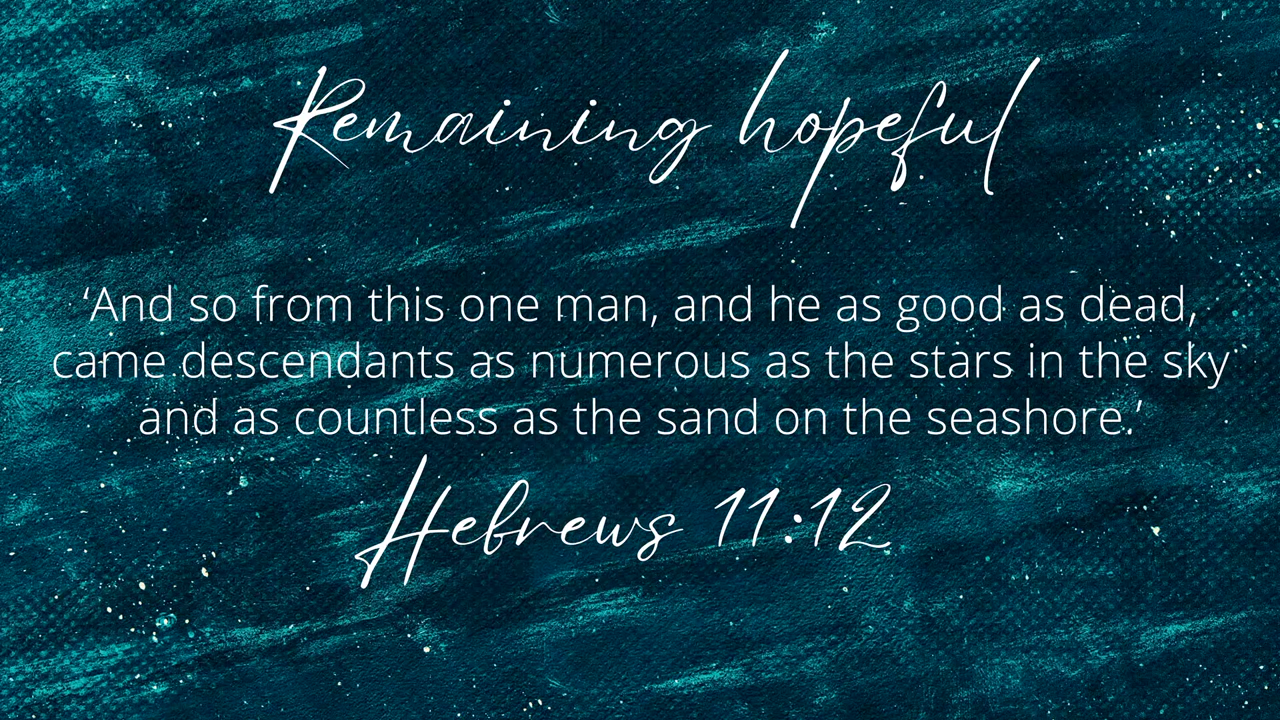 Remaining hopeful
‘And so from this one man, and he as good as dead,
came descendants as numerous as the stars in the sky
and as countless as the sand on the seashore.’
Hebrews 11:12